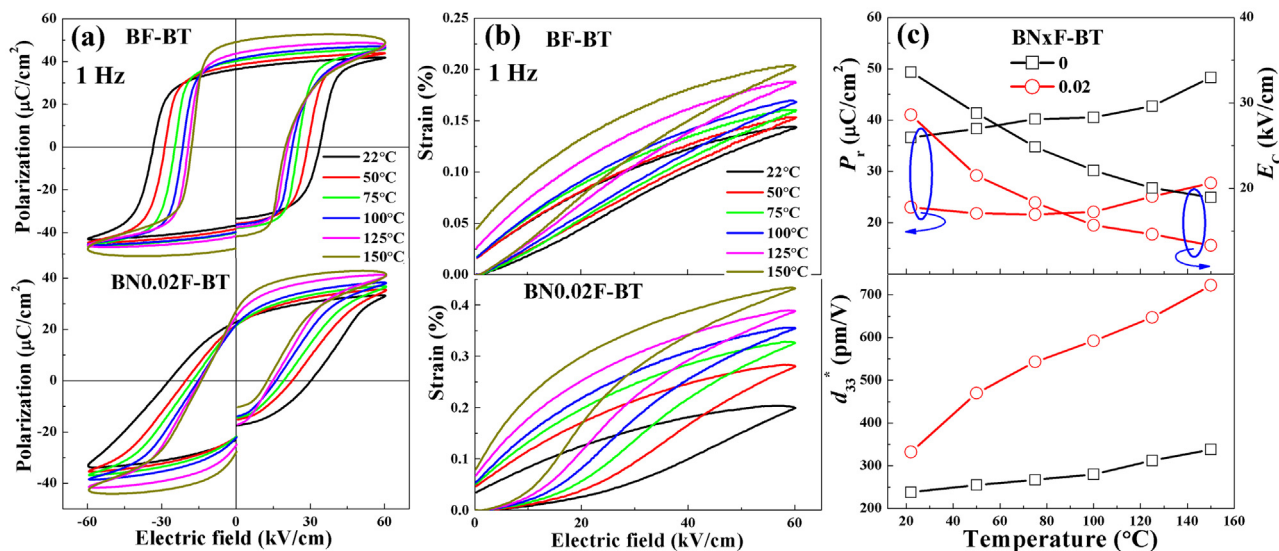 (a)
BF-BT
1 Hz
Polarization (μC/cm²)
60
40
20
0
-20
-40
22°C
50°C
75°C
100°C
125°C
150°C
BN0.02F-BT
Polarization (μC/cm²)
40
20
0
-20
-40
-60 -30 0 30 60
Electric field (kV/cm)
(b)
BF-BT
1 Hz
Strain (%)
0.25
0.20
0.15
0.10
0.05
0.00
22°C
50°C
75°C
100°C
125°C
150°C
BN0.02F-BT
Strain (%)
0.4
0.3
0.2
0.1
0.0
0 20 40 60
Electric field (kV/cm)
(c)
BNxF-BT
0
0.02
Pr (μC/cm²)
60
50
40
30
20
EC (kV/cm)
40
30
20
d33* (pm/V)
700
600
500
400
300
200
20 40 60 80 100 120 140 160
Temperature (°C)